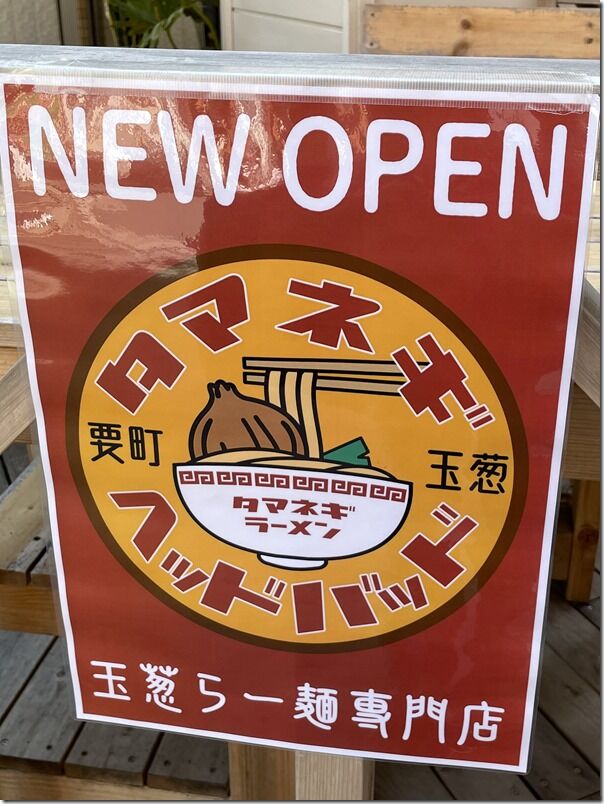 NEW OPEN
タマネギ
要町
玉葱
タマネギ
ラーメン
ヘッドバッド
玉葱らー麺専門店